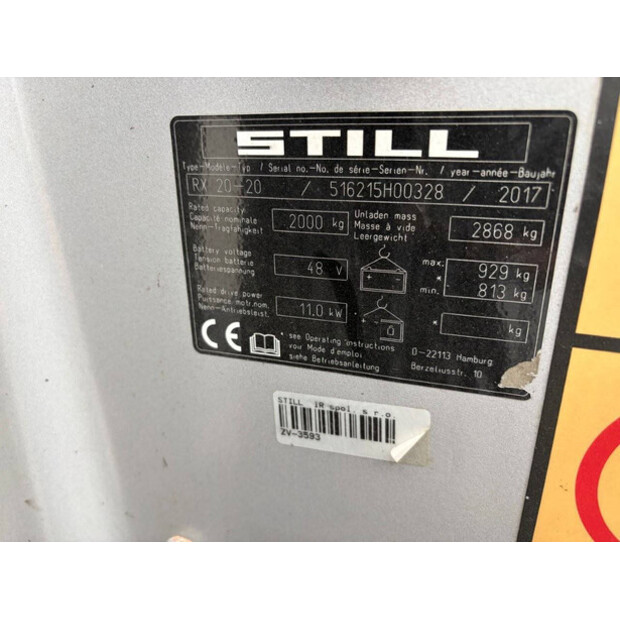 STILL
Type-Modele-Typ / Serial no.-No. de série-Serien-Nr. / year-année-Baujahr
RX 20-20 / 516215H00328 / 2017
Rated capacity
Capacité nominale
Nenn-Tragfähigkeit
2000 kg
Unladen mass
Masse à vide
Leergewicht
2868 kg
Battery voltage
Tension batterie
Batteriespannung
48 V
max. 929 kg
*
min. 813 kg
Rated drive power
Puissance motr.nom.
Nenn-Antriebsleist.
11.0 kW
* kg
CE
* see Operating instructions
voir Mode d'emploi
siehe Betriebsanleitung
D-22113 Hamburg
Berzeliusstr. 10
STILL ČR spol. s r.o.
ZV-3593